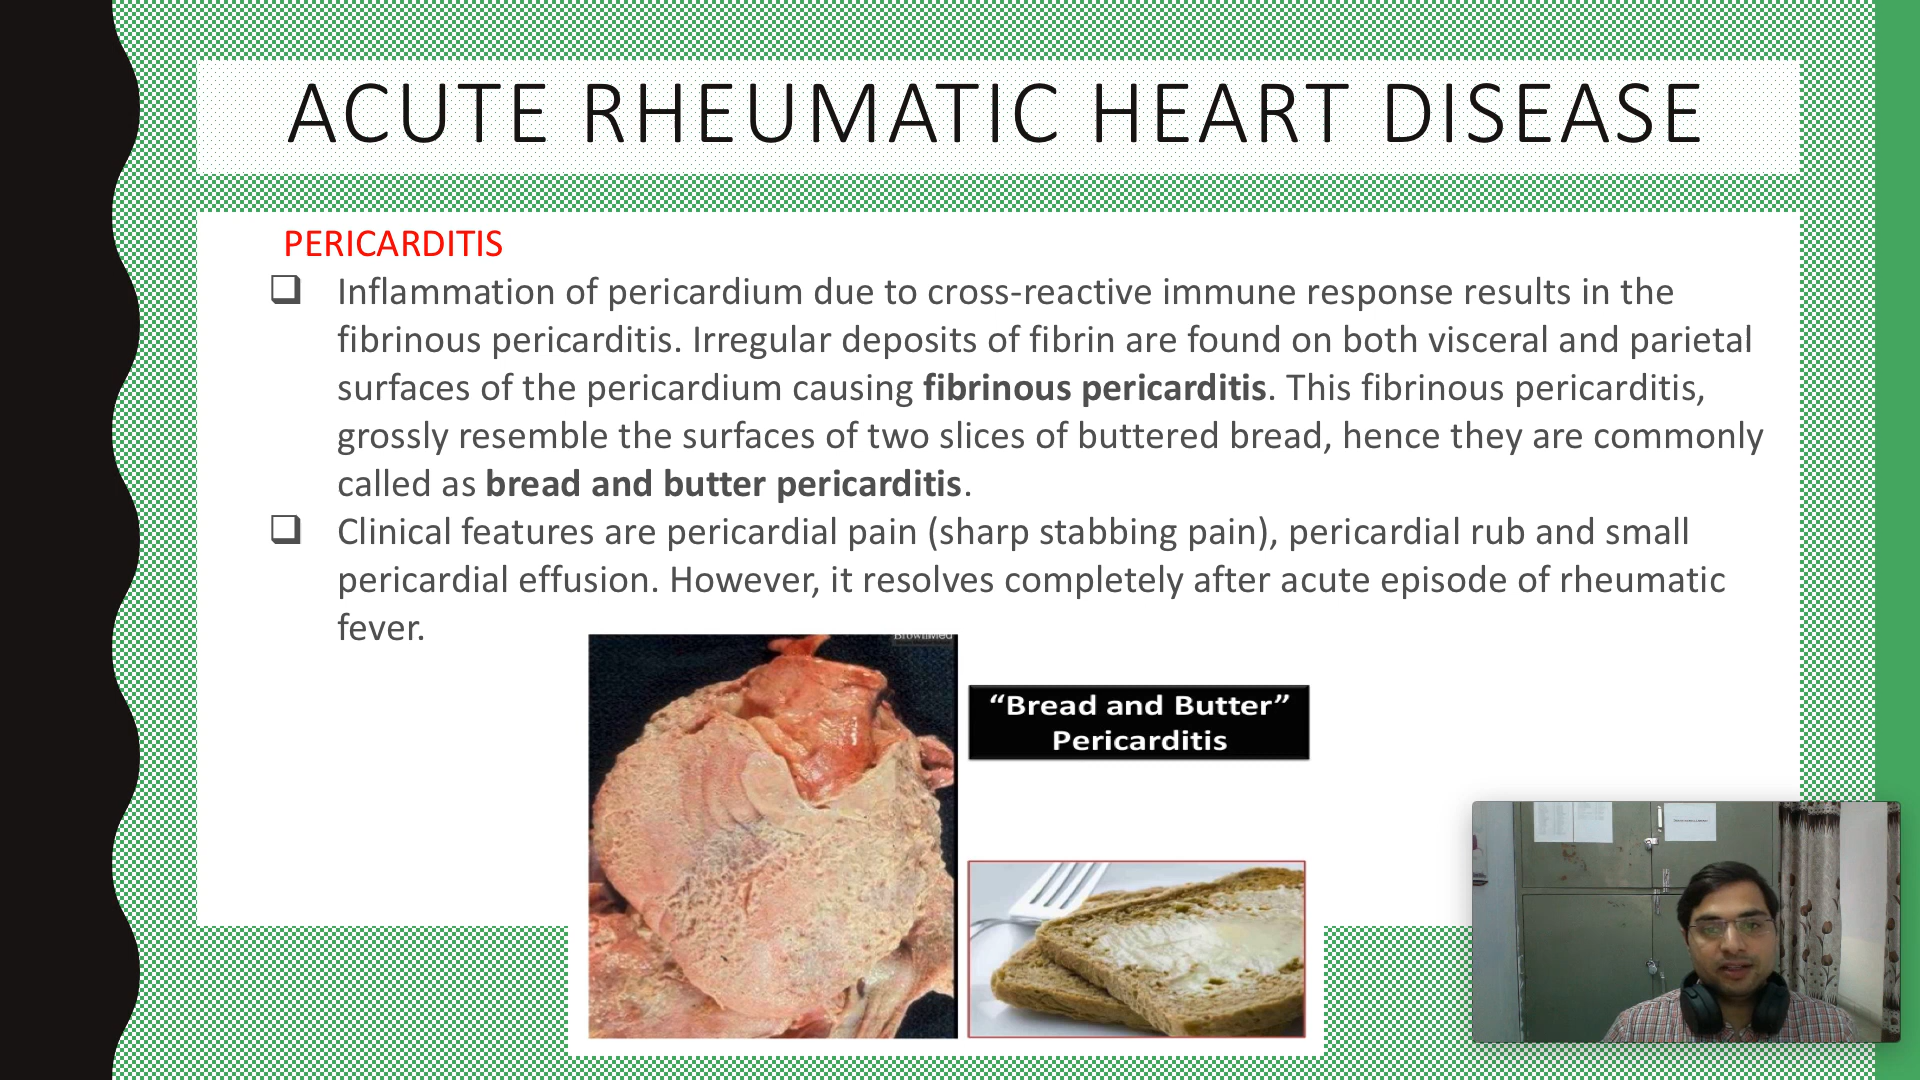 ACUTE RHEUMATIC HEART DISEASE
PERICARDITIS
Inflammation of pericardium due to cross-reactive immune response results in the
fibrinous pericarditis. Irregular deposits of fibrin are found on both visceral and parietal
surfaces of the pericardium causing fibrinous pericarditis. This fibrinous pericarditis,
grossly resemble the surfaces of two slices of buttered bread, hence they are commonly
called as bread and butter pericarditis.
Clinical features are pericardial pain (sharp stabbing pain), pericardial rub and small
pericardial effusion. However, it resolves completely after acute episode of rheumatic
fever.
BrownMed
“Bread and Butter”
Pericarditis